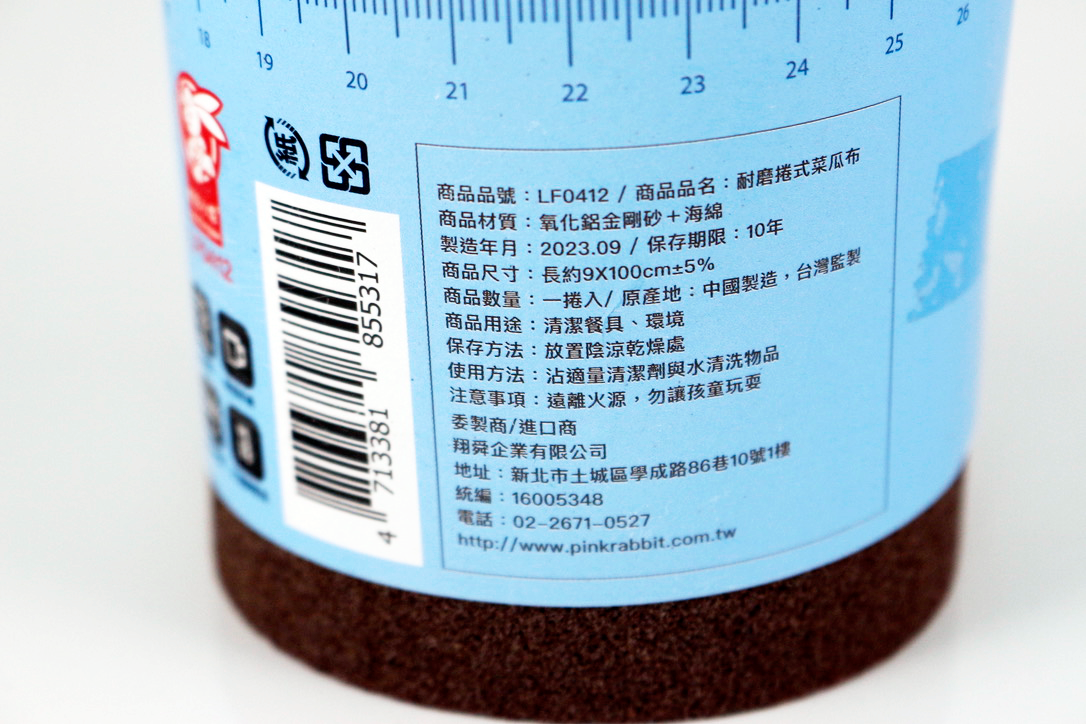 18 19 20 21 22 23 24 25 26
紙
商品品號：LF0412 / 商品品名：耐磨捲式菜瓜布
商品材質：氧化鋁金剛砂＋海綿
製造年月：2023.09 / 保存期限：10年
商品尺寸：長約9X100cm±5%
商品數量：一捲入/ 原產地：中國製造，台灣監製
商品用途：清潔餐具、環境
保存方法：放置陰涼乾燥處
使用方法：沾適量清潔劑與水清洗物品
注意事項：遠離火源，勿讓孩童玩耍
委製商/進口商
翔舜企業有限公司
地址：新北市土城區學成路86巷10號1樓
統編：16005348
電話：02-2671-0527
http://www.pinkrabbit.com.tw
4 713381 855317